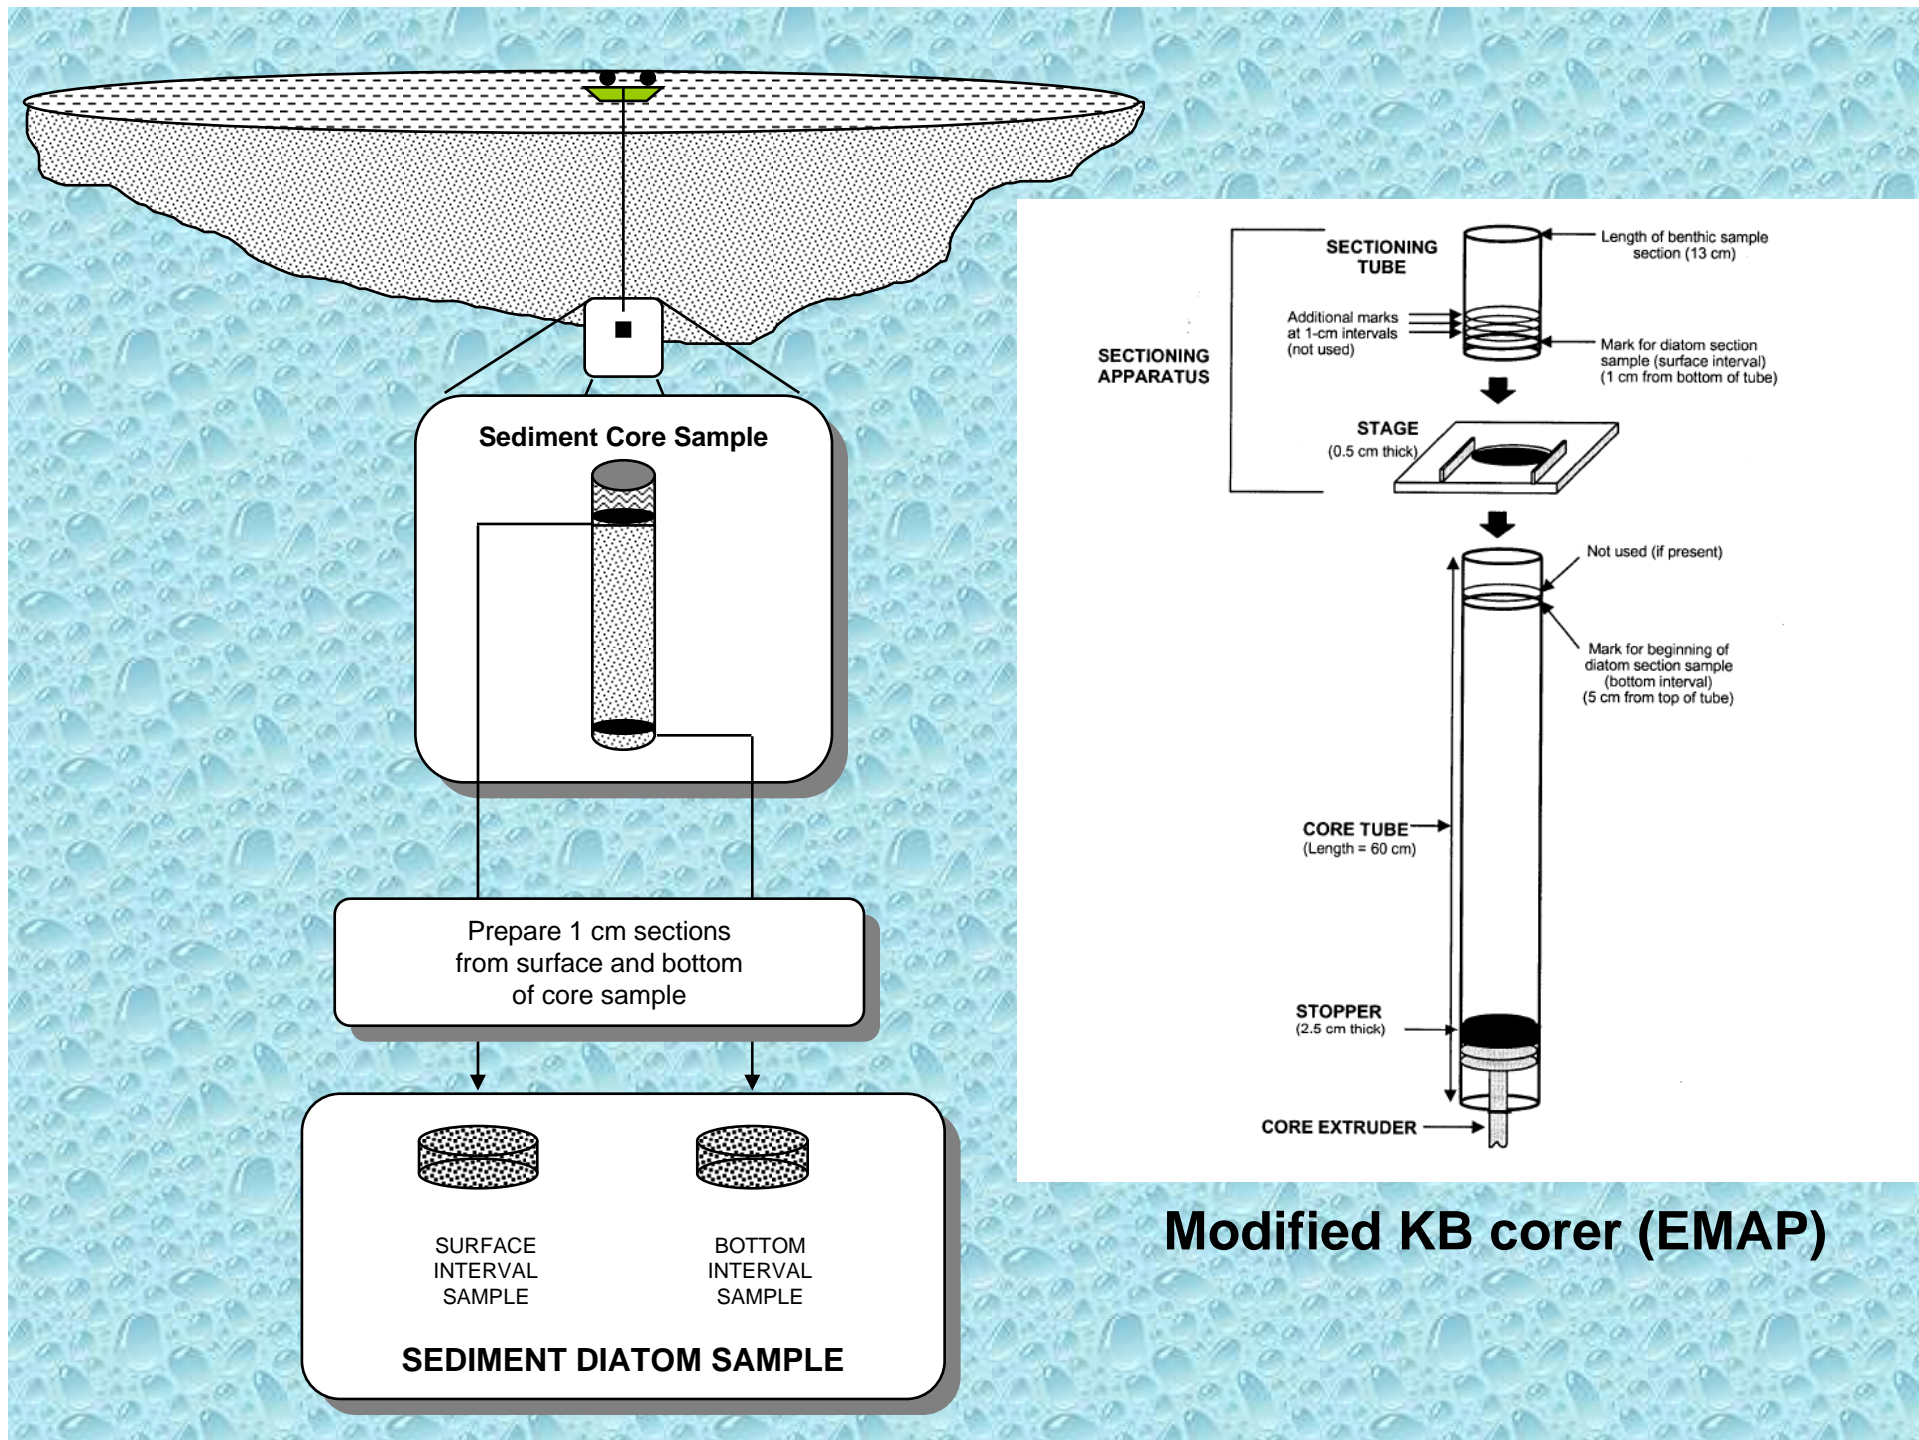 Sediment Core Sample
Prepare 1 cm sections
from surface and bottom
of core sample
SURFACE
INTERVAL
SAMPLE
BOTTOM
INTERVAL
SAMPLE
SEDIMENT DIATOM SAMPLE
SECTIONING
APPARATUS
SECTIONING
TUBE
Length of benthic sample
section (13 cm)
Additional marks
at 1-cm intervals
(not used)
Mark for diatom section
sample (surface interval)
(1 cm from bottom of tube)
STAGE
(0.5 cm thick)
Not used (if present)
Mark for beginning of
diatom section sample
(bottom interval)
(5 cm from top of tube)
CORE TUBE
(Length = 60 cm)
STOPPER
(2.5 cm thick)
CORE EXTRUDER
Modified KB corer (EMAP)